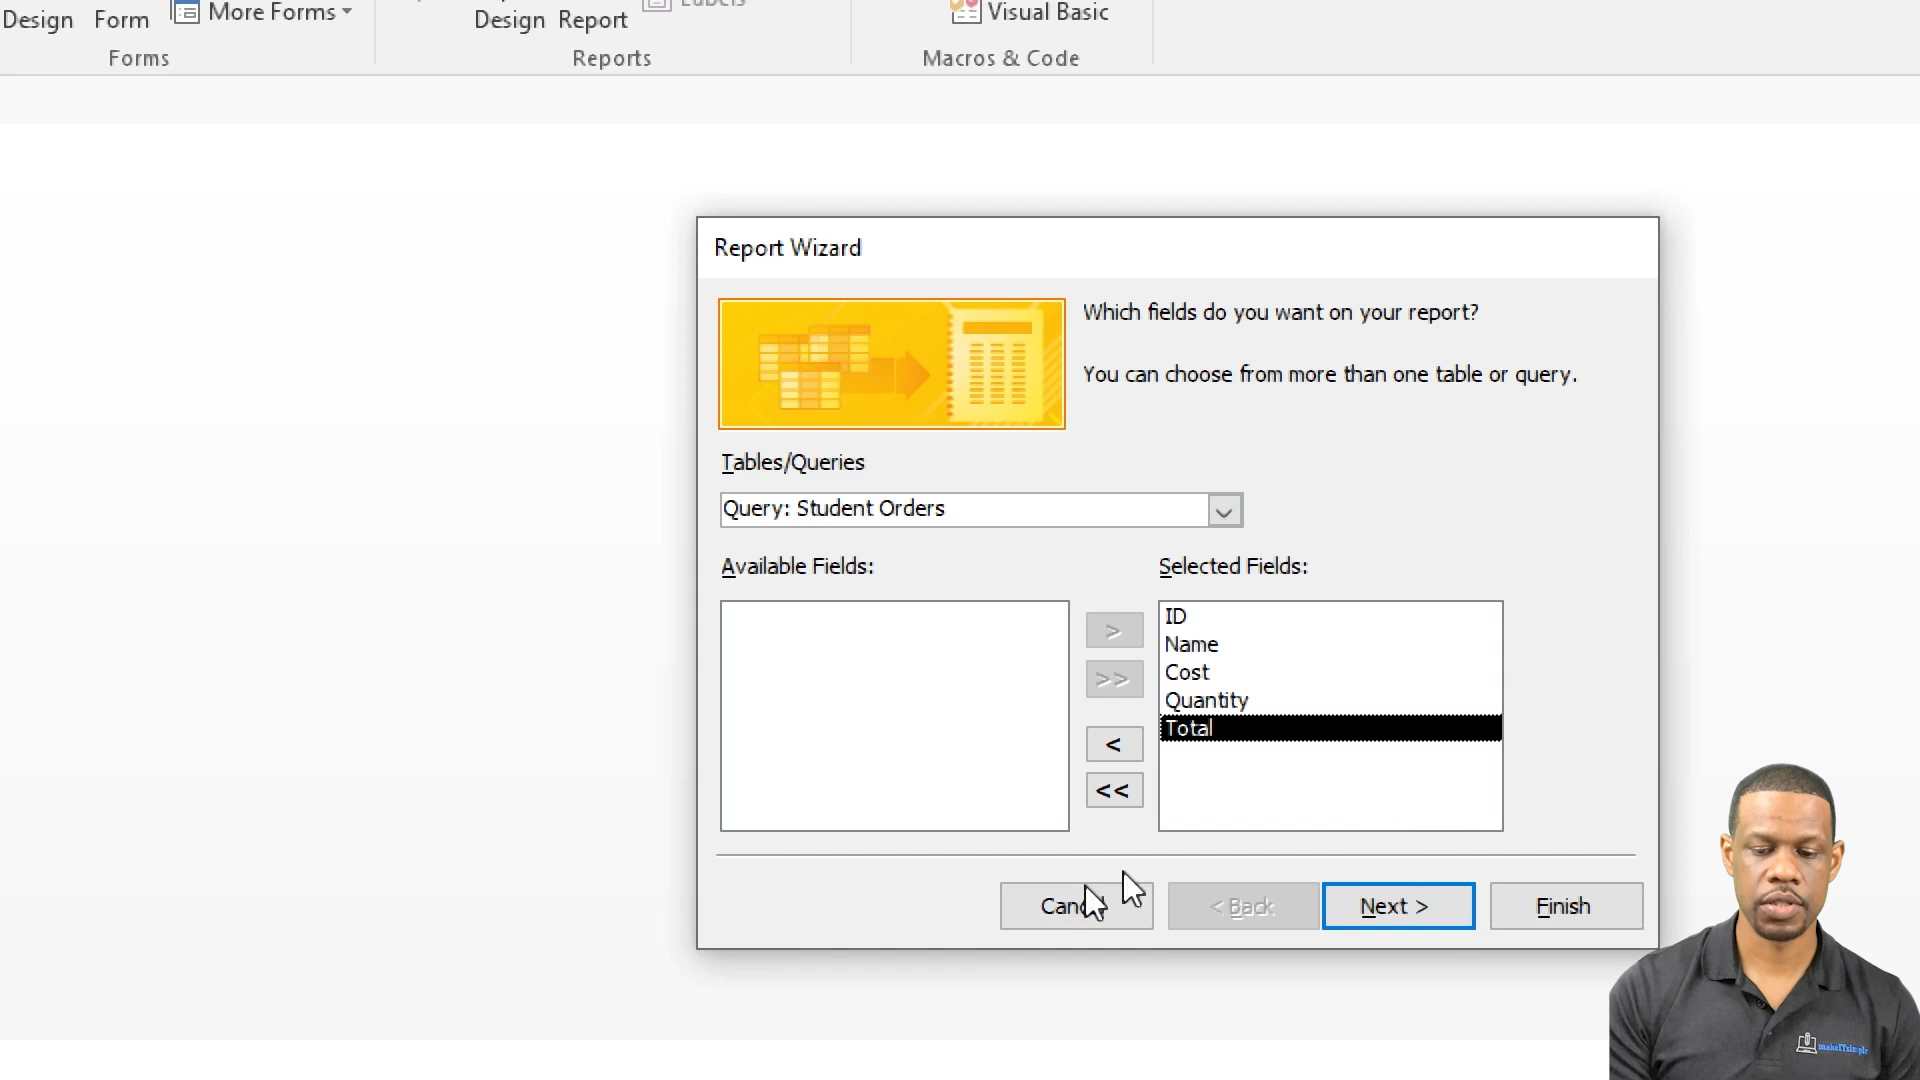 Design Form More Forms Design Report Labels Visual Basic
Forms Reports Macros & Code
Report Wizard
Which fields do you want on your report?
You can choose from more than one table or query.
Tables/Queries
Query: Student Orders
Available Fields: Selected Fields:
ID
> Name
>> Cost
Quantity
< Total
<<
< Back Next > Finish
makeITsimple